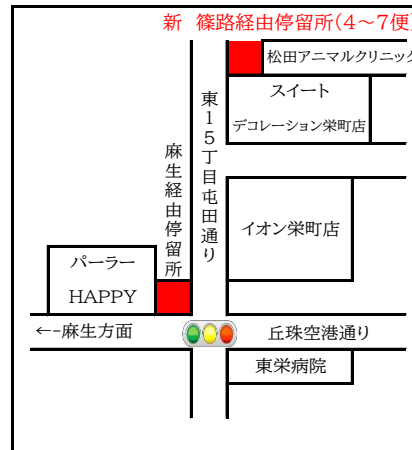 新 篠路経由停留所(4～7便)
松田アニマルクリニック
スイート
デコレーション栄町店
東15丁目屯田通り
麻生経由停留所
イオン栄町店
パーラー
HAPPY
←-麻生方面
丘珠空港通り
東栄病院